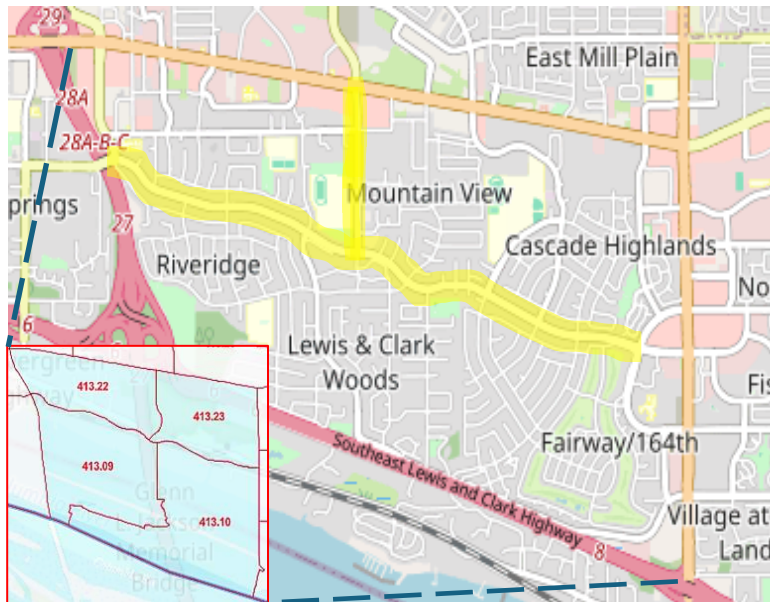 29
East Mill Plain
28A
28A-B-C
Mountain View
prings
27
Cascade Highlands
Riveridge
No
6
Lewis & Clark
Woods
Fis
413.22
413.23
Fairway/164th
413.09
Southeast Lewis and Clark Highway
Glenn
L Jackson
Memorial
Bridge
413.10
8
Village at
Land